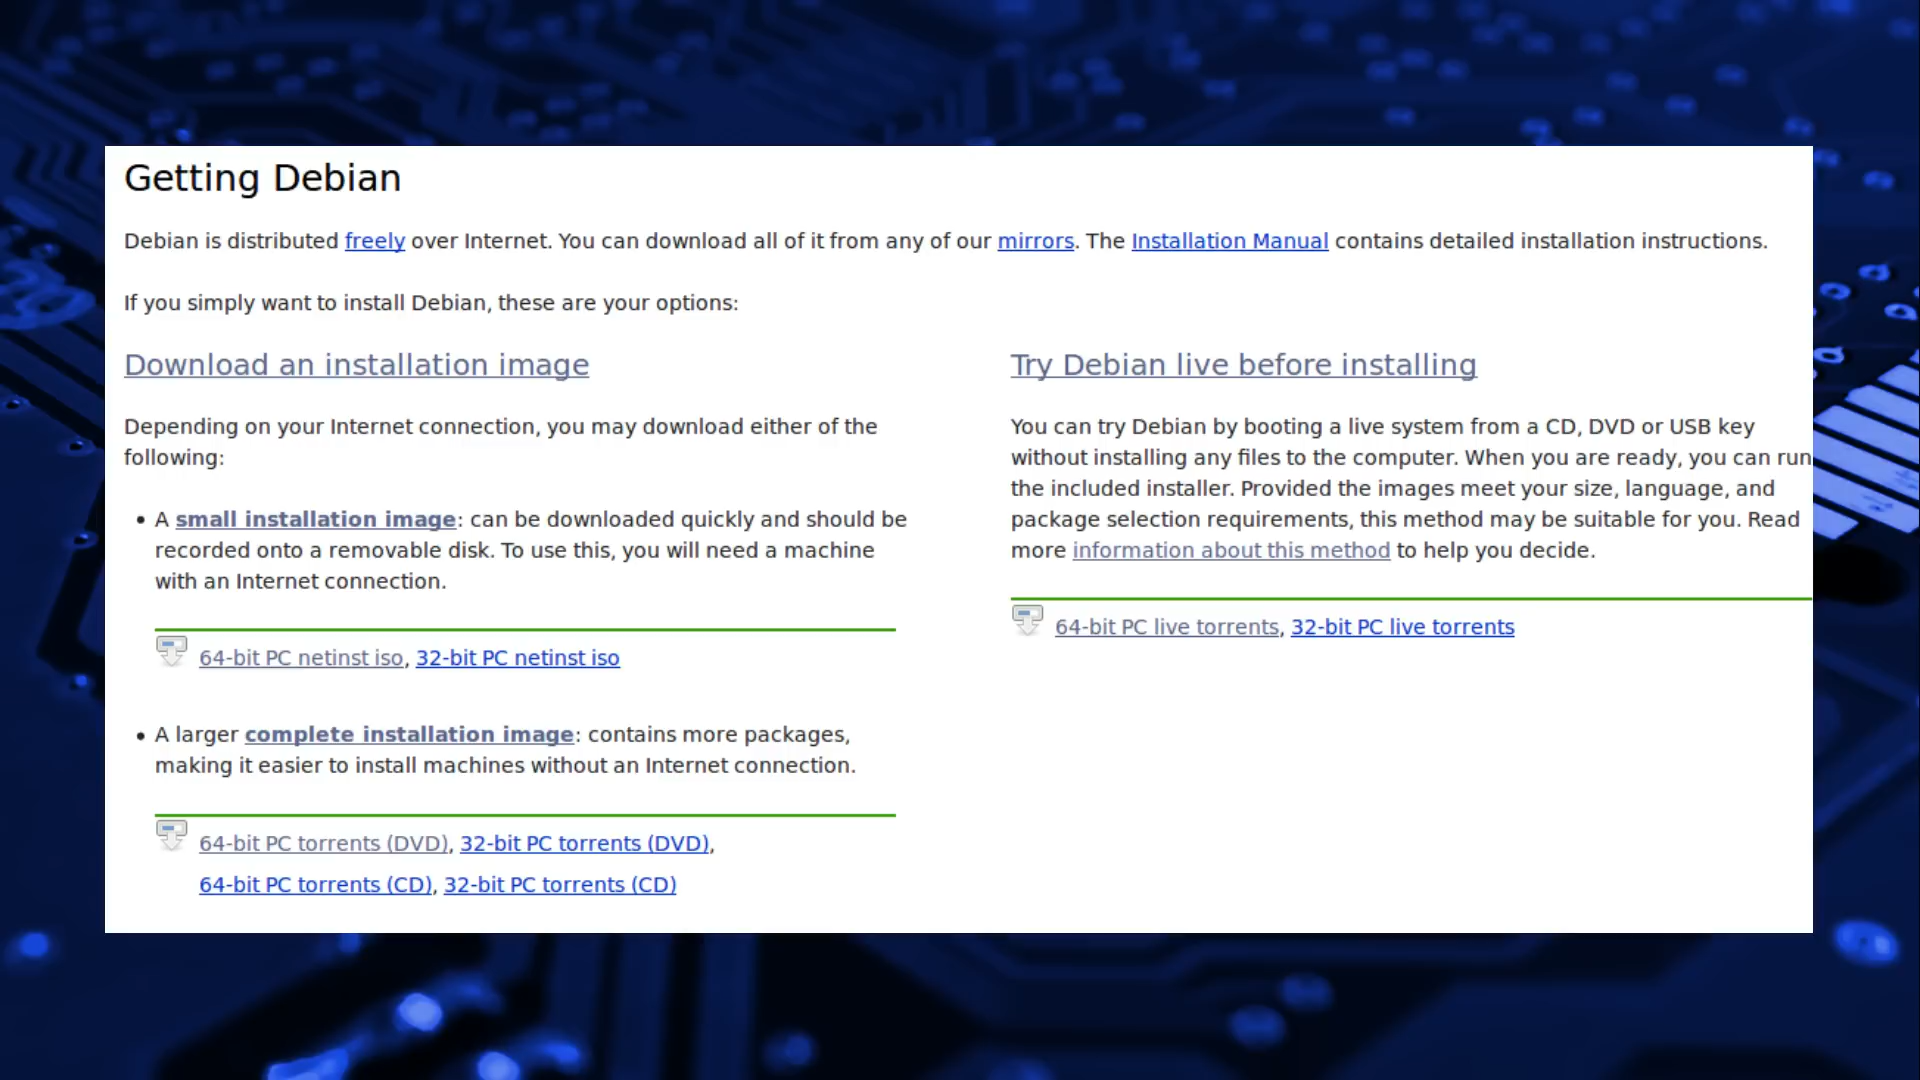 Getting Debian
Debian is distributed freely over Internet. You can download all of it from any of our mirrors. The Installation Manual contains detailed installation instructions.
If you simply want to install Debian, these are your options:
Download an installation image
Depending on your Internet connection, you may download either of the
following:
• A small installation image: can be downloaded quickly and should be
recorded onto a removable disk. To use this, you will need a machine
with an Internet connection.
64-bit PC netinst iso, 32-bit PC netinst iso
• A larger complete installation image: contains more packages,
making it easier to install machines without an Internet connection.
64-bit PC torrents (DVD), 32-bit PC torrents (DVD),
64-bit PC torrents (CD), 32-bit PC torrents (CD)
Try Debian live before installing
You can try Debian by booting a live system from a CD, DVD or USB key
without installing any files to the computer. When you are ready, you can run
the included installer. Provided the images meet your size, language, and
package selection requirements, this method may be suitable for you. Read
more information about this method to help you decide.
64-bit PC live torrents, 32-bit PC live torrents